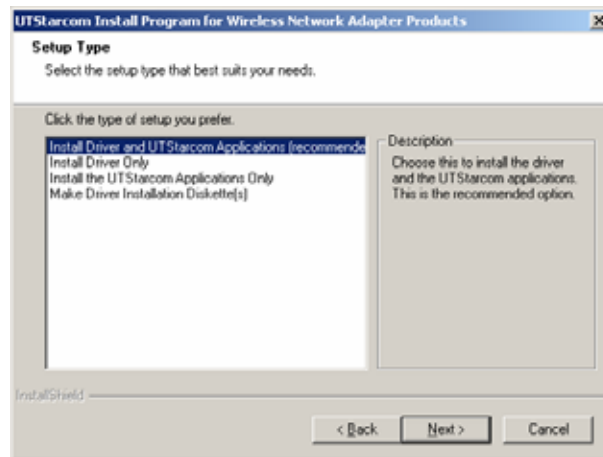 UTStarcom Install Program for Wireless Network Adapter Products
Setup Type
Select the setup type that best suits your needs.
Click the type of setup you prefer.
Install Driver and UTStarcom Applications (recommende
Install Driver Only
Install the UTStarcom Applications Only
Make Driver Installation Diskette(s)
Description
Choose this to install the driver
and the UTStarcom applications.
This is the recommended option.
InstallShield
< Back
Next >
Cancel